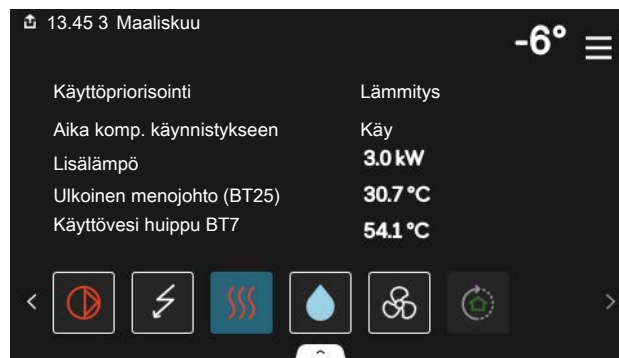 13.45 3 Maaliskuu
-6°
Käyttöpriorisointi Lämmitys
Aika komp. käynnistykseen Käy
Lisälämpö 3.0 kW
Ulkoinen menojohto (BT25) 30.7 °C
Käyttövesi huippu BT7 54.1 °C